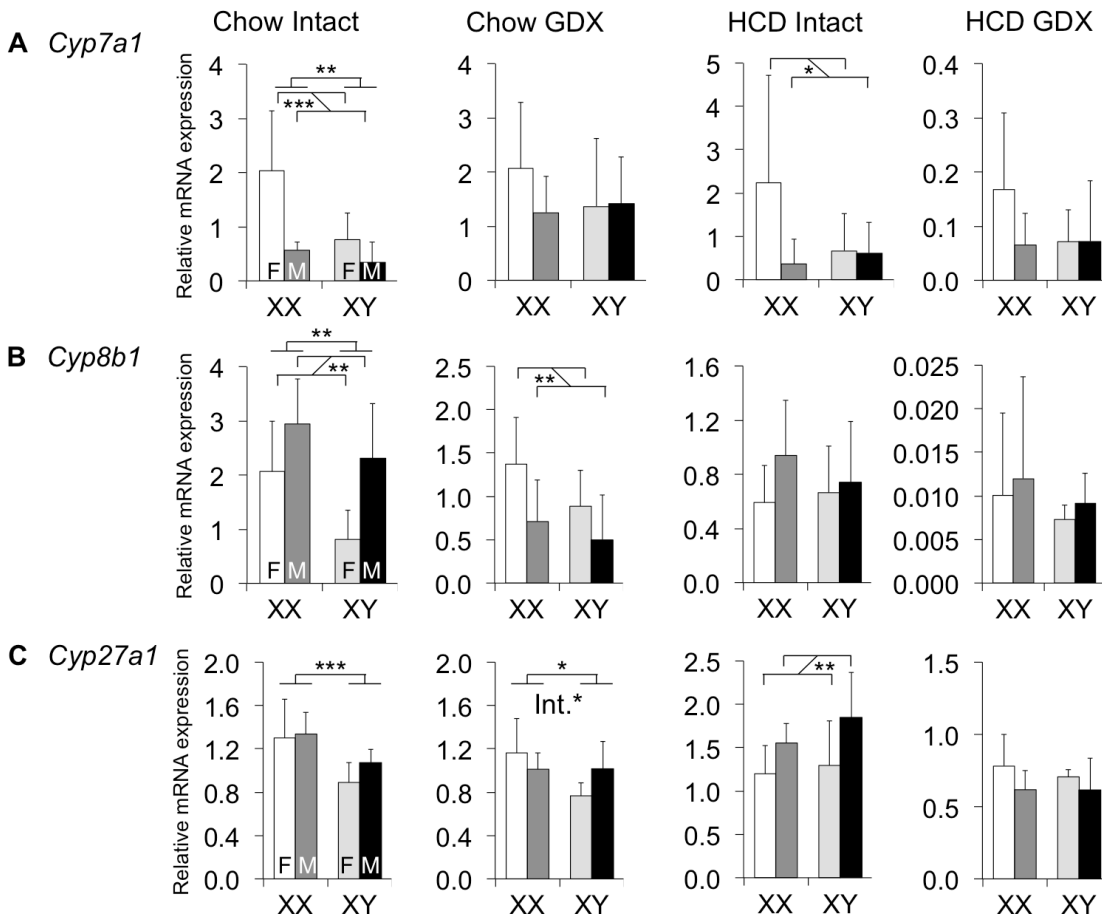 Chow Intact Chow GDX HCD Intact HCD GDX
A Cyp7a1
Relative mRNA expression
4 3 2 1 0
** ***
F M F M
XX XY
4 3 2 1 0
XX XY
5 4 3 2 1 0
*
XX XY
0.4 0.3 0.2 0.1 0.0
XX XY
B Cyp8b1
Relative mRNA expression
4 3 2 1 0
** **
F M F M
XX XY
2.5 2.0 1.5 1.0 0.5 0.0
**
XX XY
1.6 1.2 0.8 0.4 0.0
XX XY
0.025 0.020 0.015 0.010 0.005 0.000
XX XY
C Cyp27a1
Relative mRNA expression
2.0 1.6 1.2 0.8 0.4 0.0
***
F M F M
XX XY
2.0 1.6 1.2 0.8 0.4 0.0
*
Int.*
XX XY
2.5 2.0 1.5 1.0 0.5 0.0
**
XX XY
1.5 1.0 0.5 0.0
XX XY